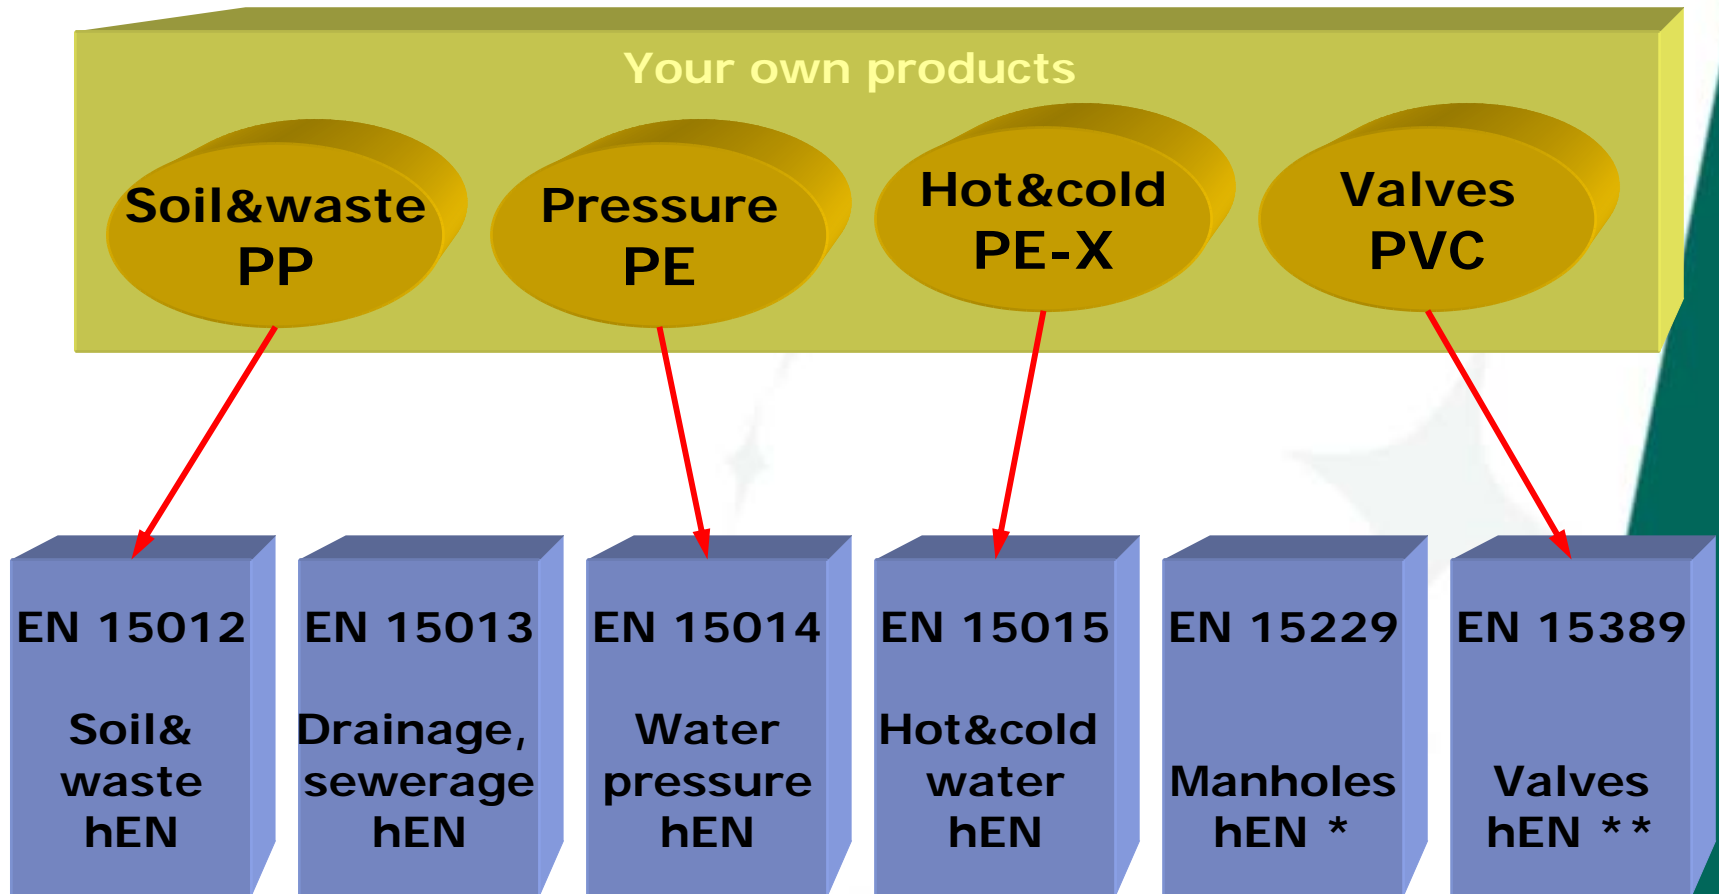 Your own products
Soil&waste
PP
Pressure
PE
Hot&cold
PE-X
Valves
PVC
EN 15012
Soil&
waste
hEN
EN 15013
Drainage,
sewerage
hEN
EN 15014
Water
pressure
hEN
EN 15015
Hot&cold
water
hEN
EN 15229
Manholes
hEN *
EN 15389
Valves
hEN **